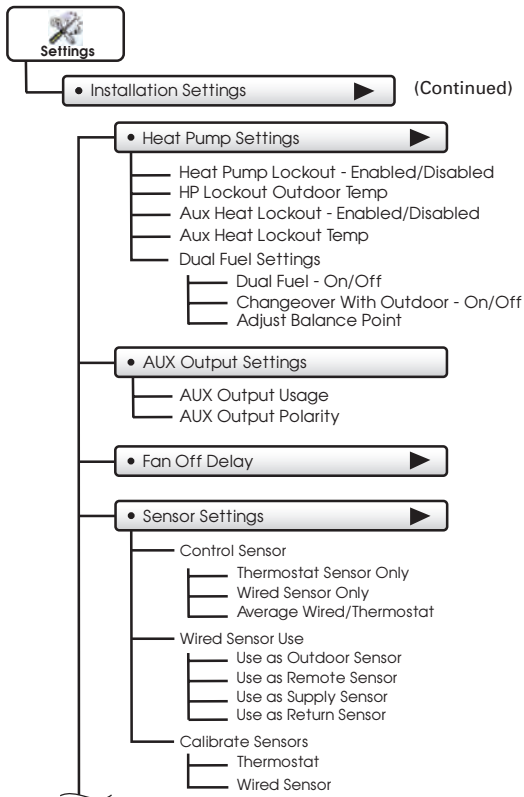 Settings
• Installation Settings
(Continued)
• Heat Pump Settings
Heat Pump Lockout - Enabled/Disabled
HP Lockout Outdoor Temp
Aux Heat Lockout - Enabled/Disabled
Aux Heat Lockout Temp
Dual Fuel Settings
Dual Fuel - On/Off
Changeover With Outdoor - On/Off
Adjust Balance Point
• AUX Output Settings
AUX Output Usage
AUX Output Polarity
• Fan Off Delay
• Sensor Settings
Control Sensor
Thermostat Sensor Only
Wired Sensor Only
Average Wired/Thermostat
Wired Sensor Use
Use as Outdoor Sensor
Use as Remote Sensor
Use as Supply Sensor
Use as Return Sensor
Calibrate Sensors
Thermostat
Wired Sensor